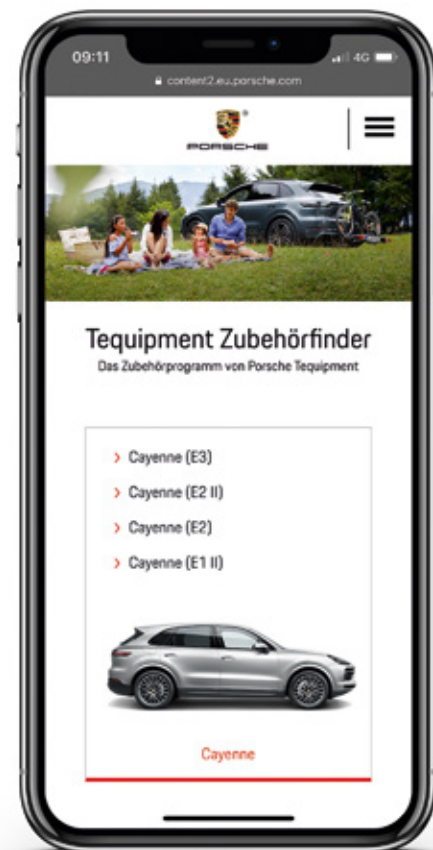 09:11
4G
content2.eu.porsche.com
PORSCHE
Tequipment Zubehörfinder
Das Zubehörprogramm von Porsche Tequipment
Cayenne (E3)
Cayenne (E2 II)
Cayenne (E2)
Cayenne (E1 II)
Cayenne